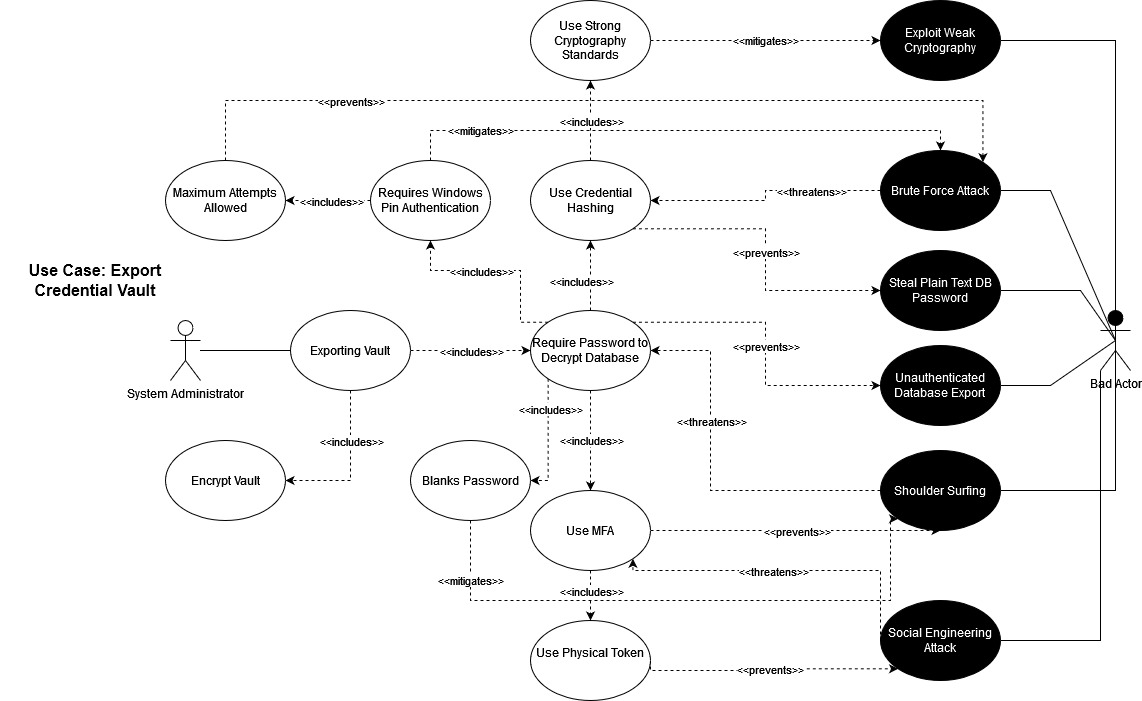 Use Strong
Cryptography
Standards
<<mitigates>>
Exploit Weak
Cryptography
<<prevents>>
<<includes>>
<<mitigates>>
Maximum Attempts
Allowed
<<includes>>
Requires Windows
Pin Authentication
Use Credential
Hashing
<<threatens>>
Brute Force Attack
<<prevents>>
Use Case: Export
Credential Vault
<<includes>>
<<includes>>
Steal Plain Text DB
Password
System Administrator
Exporting Vault
<<includes>>
Require Password to
Decrypt Database
<<prevents>>
Unauthenticated
Database Export
Bad Actor
<<includes>>
<<includes>>
<<includes>>
<<threatens>>
Encrypt Vault
Blanks Password
Shoulder Surfing
Use MFA
<<prevents>>
<<mitigates>>
<<includes>>
<<threatens>>
Use Physical Token
<<prevents>>
Social Engineering
Attack